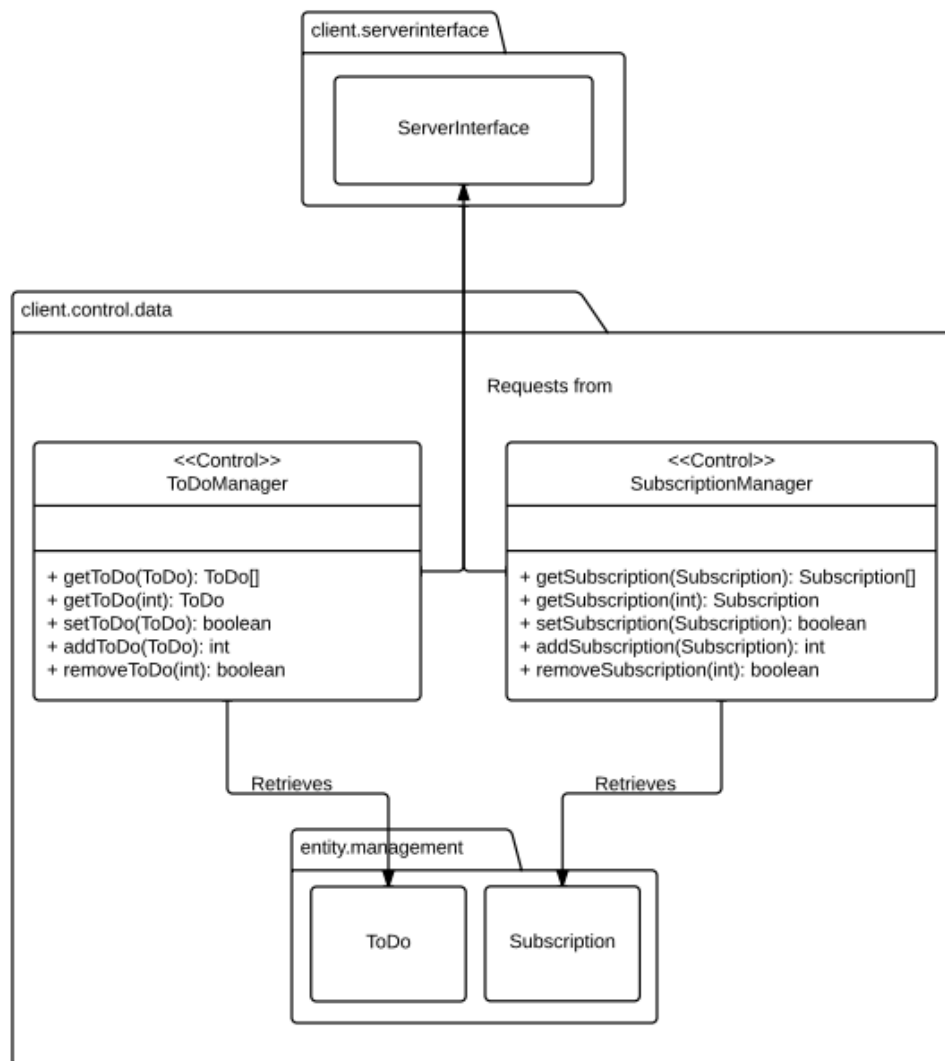 client.serverinterface
ServerInterface
client.control.data
Requests from
<<Control>>
ToDoManager
+ getToDo(ToDo): ToDo[]
+ getToDo(int): ToDo
+ setToDo(ToDo): boolean
+ addToDo(ToDo): int
+ removeToDo(int): boolean
<<Control>>
SubscriptionManager
+ getSubscription(Subscription): Subscription[]
+ getSubscription(int): Subscription
+ setSubscription(Subscription): boolean
+ addSubscription(Subscription): int
+ removeSubscription(int): boolean
Retrieves
Retrieves
entity.management
ToDo
Subscription